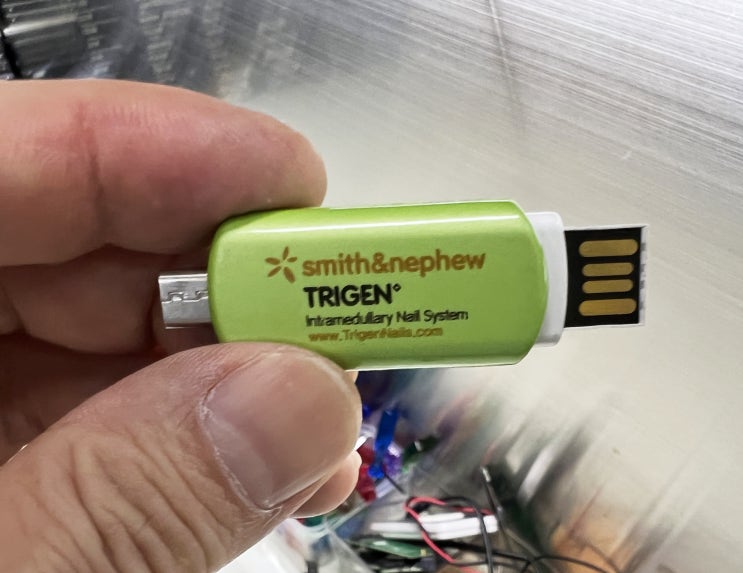 smith&nephew
TRIGEN°
Intramedullary Nail System
www.TrigenNails.com